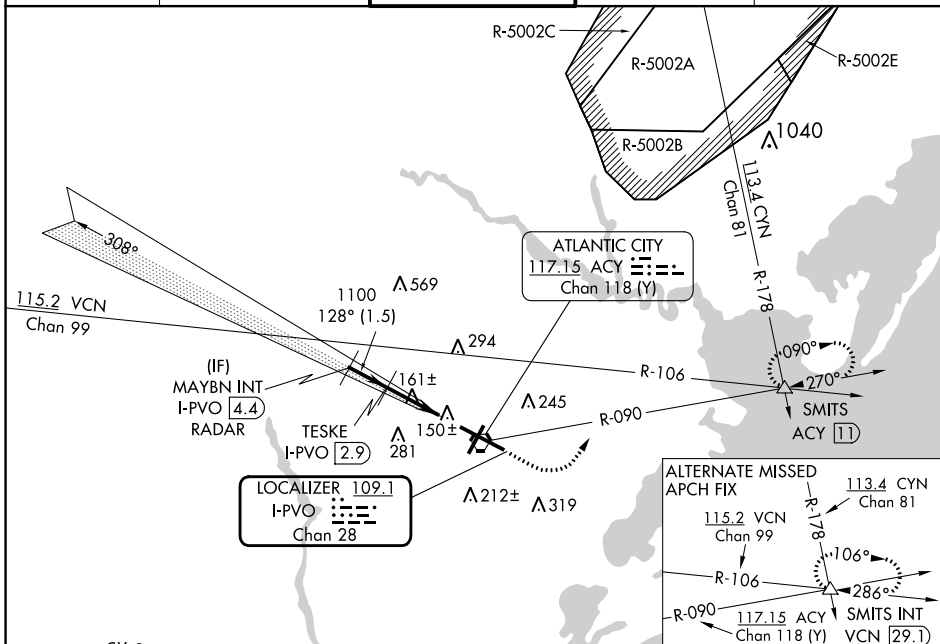 R-5002C
R-5002A
R-5002E
R-5002B
1040
113.4 CYN
Chan 81
R-178
308°
ATLANTIC CITY
117.15 ACY
Chan 118 (Y)
1100
128° (1.5)
569
115.2 VCN
Chan 99
294
R-106
090°
270°
(IF)
MAYBN INT
I-PVO 4.4
RADAR
161±
245
R-090
SMITS
ACY 11
TESKE
I-PVO 2.9
150±
281
LOCALIZER 109.1
I-PVO
Chan 28
212±
319
ALTERNATE MISSED
APCH FIX
113.4 CYN
Chan 81
R-178
115.2 VCN
Chan 99
106°
R-106
286°
R-090
117.15 ACY
Chan 118 (Y)
SMITS INT
VCN 29.1